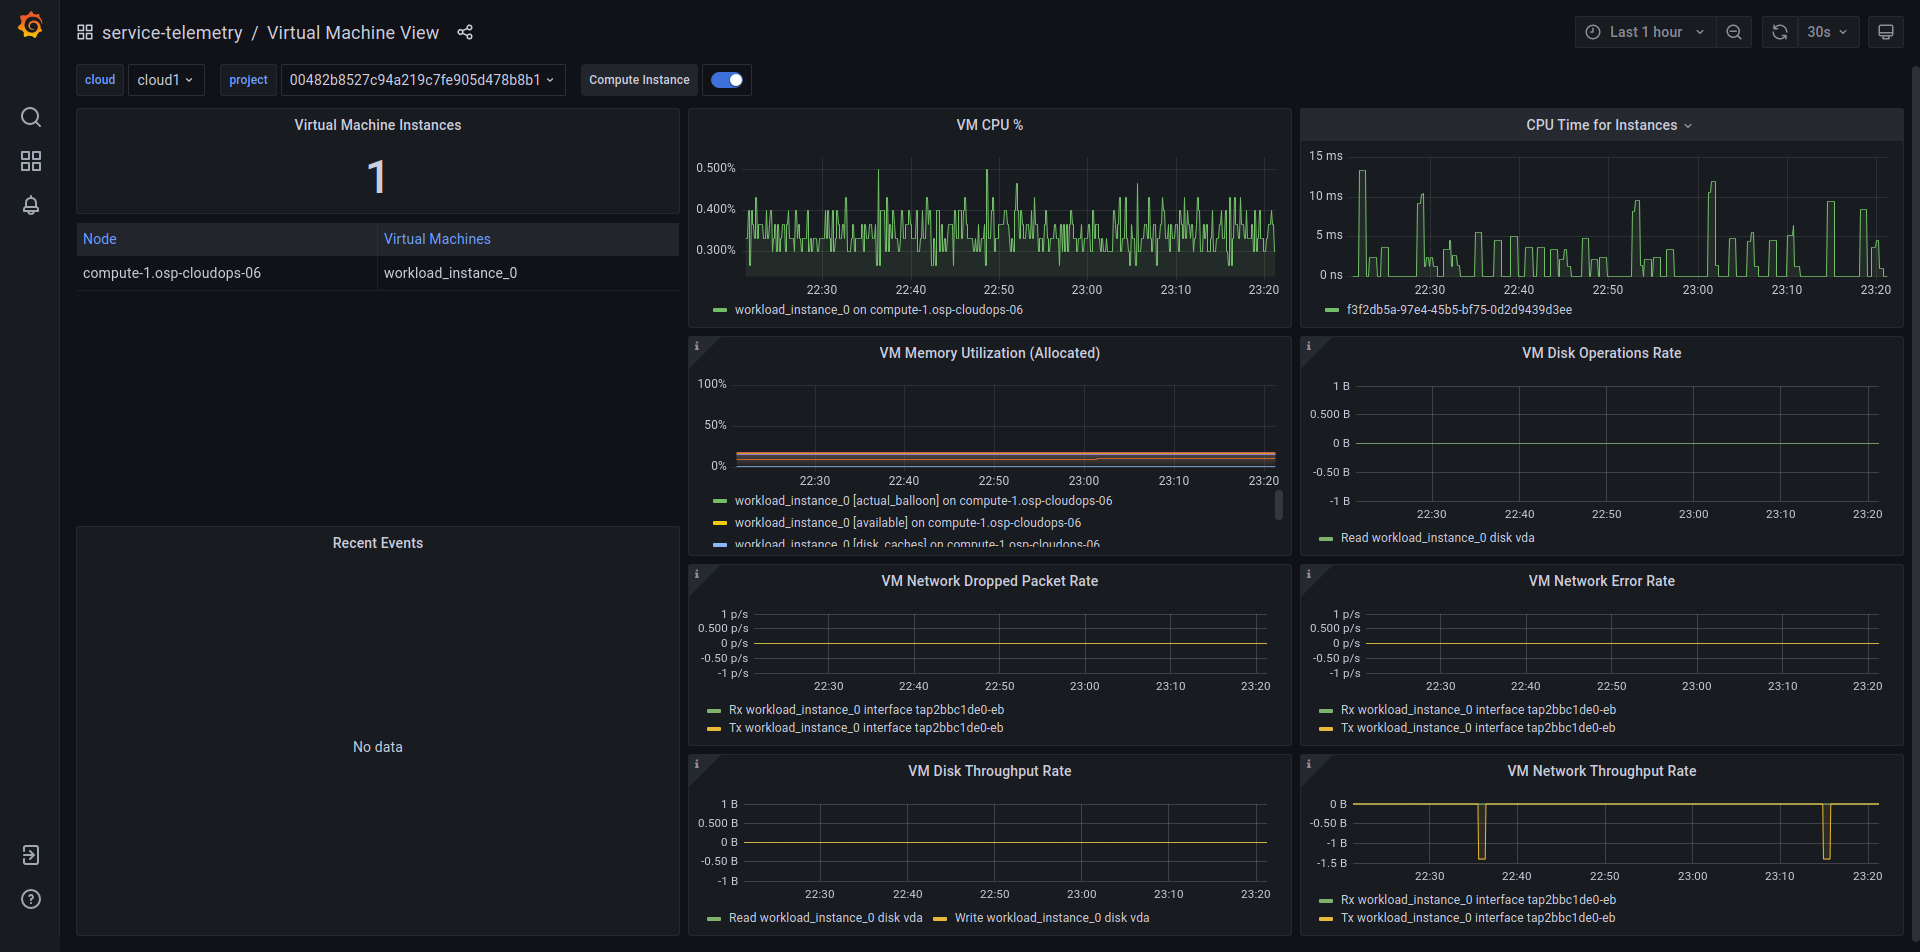 service-telemetry / Virtual Machine View
Last 1 hour
30s
cloud cloud1 project 00482b8527c94a219c7fe905d478b8b1 Compute Instance
Virtual Machine Instances
1
Node Virtual Machines
compute-1.osp-cloudops-06 workload_instance_0
Recent Events
No data
VM CPU %
0.500%
0.400%
0.300%
22:30 22:40 22:50 23:00 23:10 23:20
workload_instance_0 on compute-1.osp-cloudops-06
CPU Time for Instances
15 ms
10 ms
5 ms
0 ns
22:30 22:40 22:50 23:00 23:10 23:20
f3f2db5a-97e4-45b5-bf75-0d2d9439d3ee
VM Memory Utilization (Allocated)
100%
50%
0%
22:30 22:40 22:50 23:00 23:10 23:20
workload_instance_0 [actual_balloon] on compute-1.osp-cloudops-06
workload_instance_0 [available] on compute-1.osp-cloudops-06
workload_instance_0 [disk_caches] on compute-1.osp-cloudops-06
VM Disk Operations Rate
1 B
0.500 B
0 B
-0.50 B
-1 B
22:30 22:40 22:50 23:00 23:10 23:20
Read workload_instance_0 disk vda
VM Network Dropped Packet Rate
1 p/s
0.500 p/s
0 p/s
-0.50 p/s
-1 p/s
22:30 22:40 22:50 23:00 23:10 23:20
Rx workload_instance_0 interface tap2bbc1de0-eb
Tx workload_instance_0 interface tap2bbc1de0-eb
VM Network Error Rate
1 p/s
0.500 p/s
0 p/s
-0.50 p/s
-1 p/s
22:30 22:40 22:50 23:00 23:10 23:20
Rx workload_instance_0 interface tap2bbc1de0-eb
Tx workload_instance_0 interface tap2bbc1de0-eb
VM Disk Throughput Rate
1 B
0.500 B
0 B
-0.50 B
-1 B
22:30 22:40 22:50 23:00 23:10 23:20
Read workload_instance_0 disk vda Write workload_instance_0 disk vda
VM Network Throughput Rate
0 B
-0.50 B
-1 B
-1.5 B
22:30 22:40 22:50 23:00 23:10 23:20
Rx workload_instance_0 interface tap2bbc1de0-eb
Tx workload_instance_0 interface tap2bbc1de0-eb